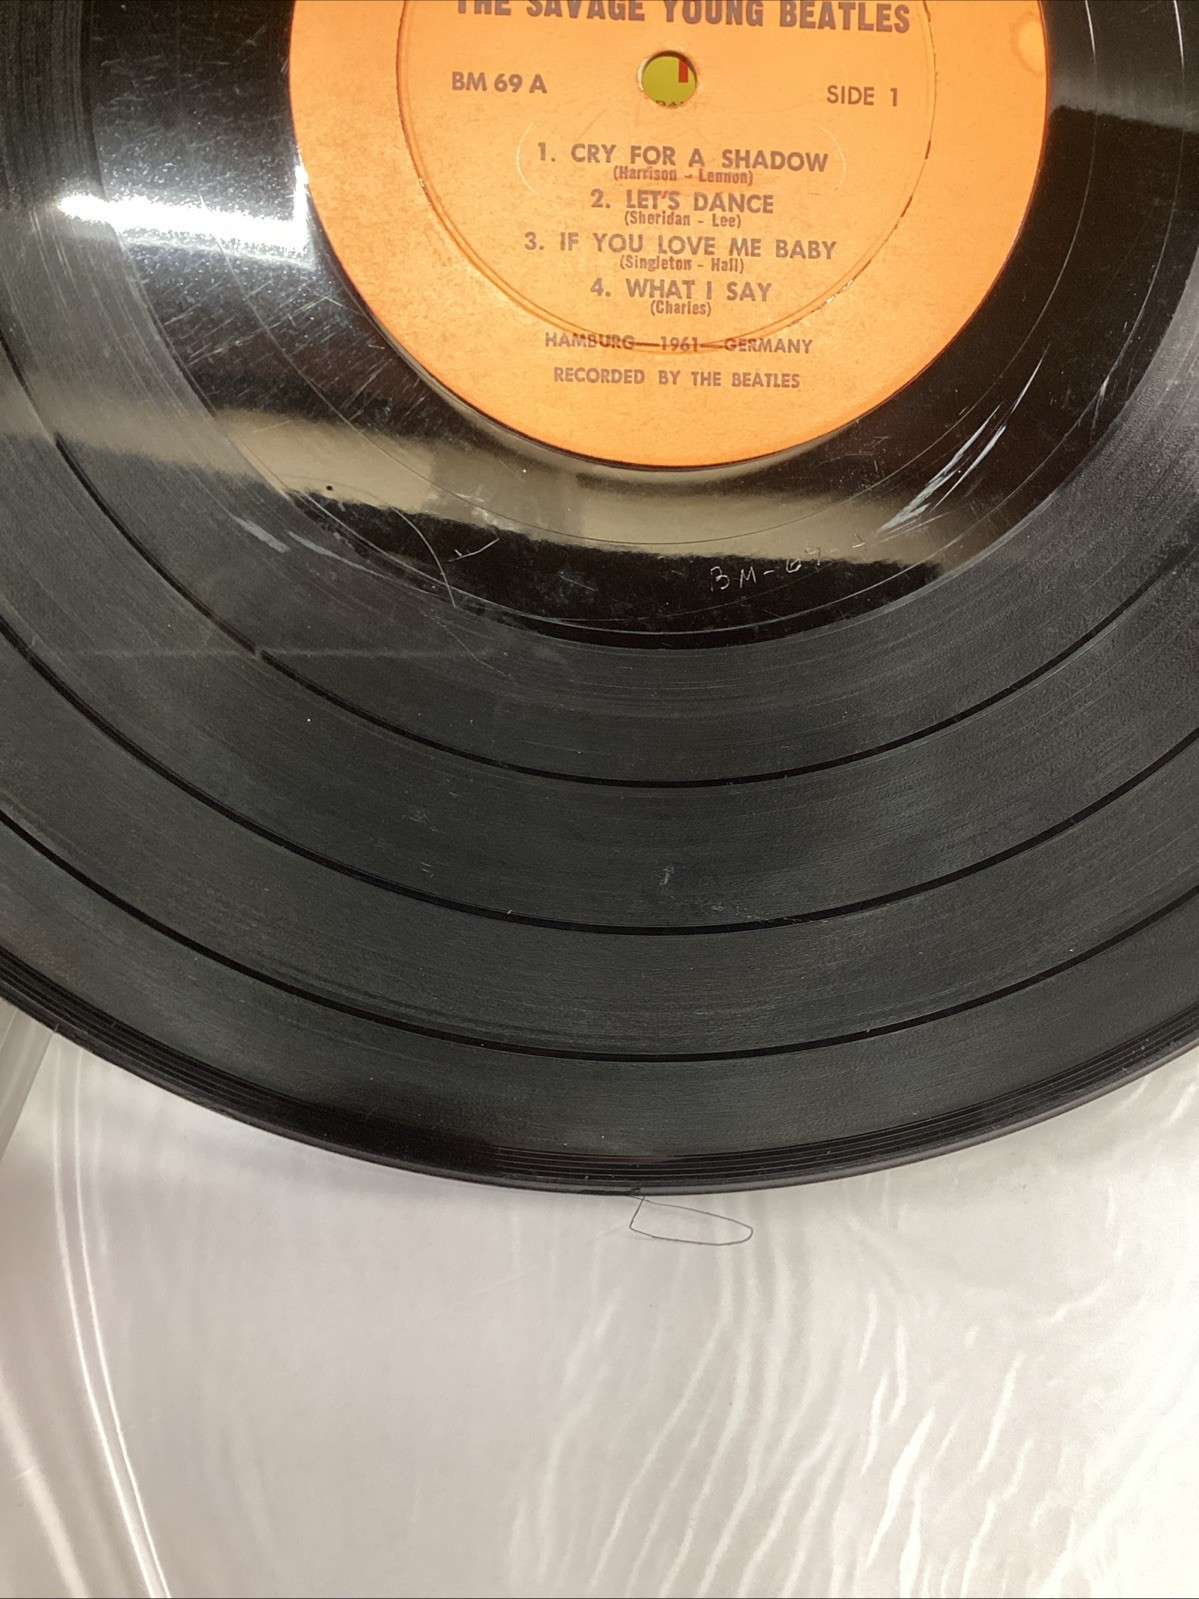 THE SAVAGE YOUNG BEATLES
BM 69 A
SIDE 1
1. CRY FOR A SHADOW
(Harrison - Lennon)
2. LET'S DANCE
(Sheridan - Lee)
3. IF YOU LOVE ME BABY
(Singleton - Hall)
4. WHAT I SAY
(Charles)
HAMBURG—1961—GERMANY
RECORDED BY THE BEATLES
BM-